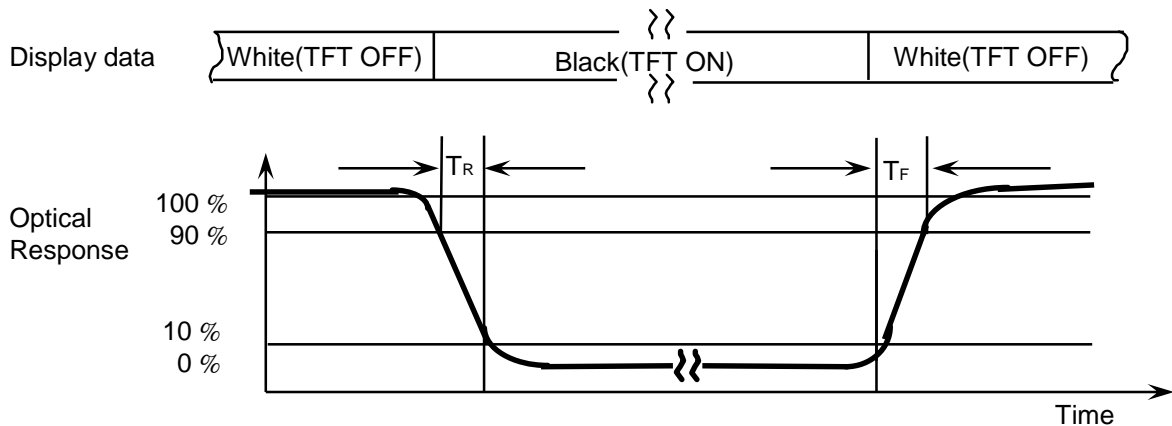 Display data
White(TFT OFF)
Black(TFT ON)
White(TFT OFF)
TR
TF
Optical
Response
100 %
90 %
10 %
0 %
Time